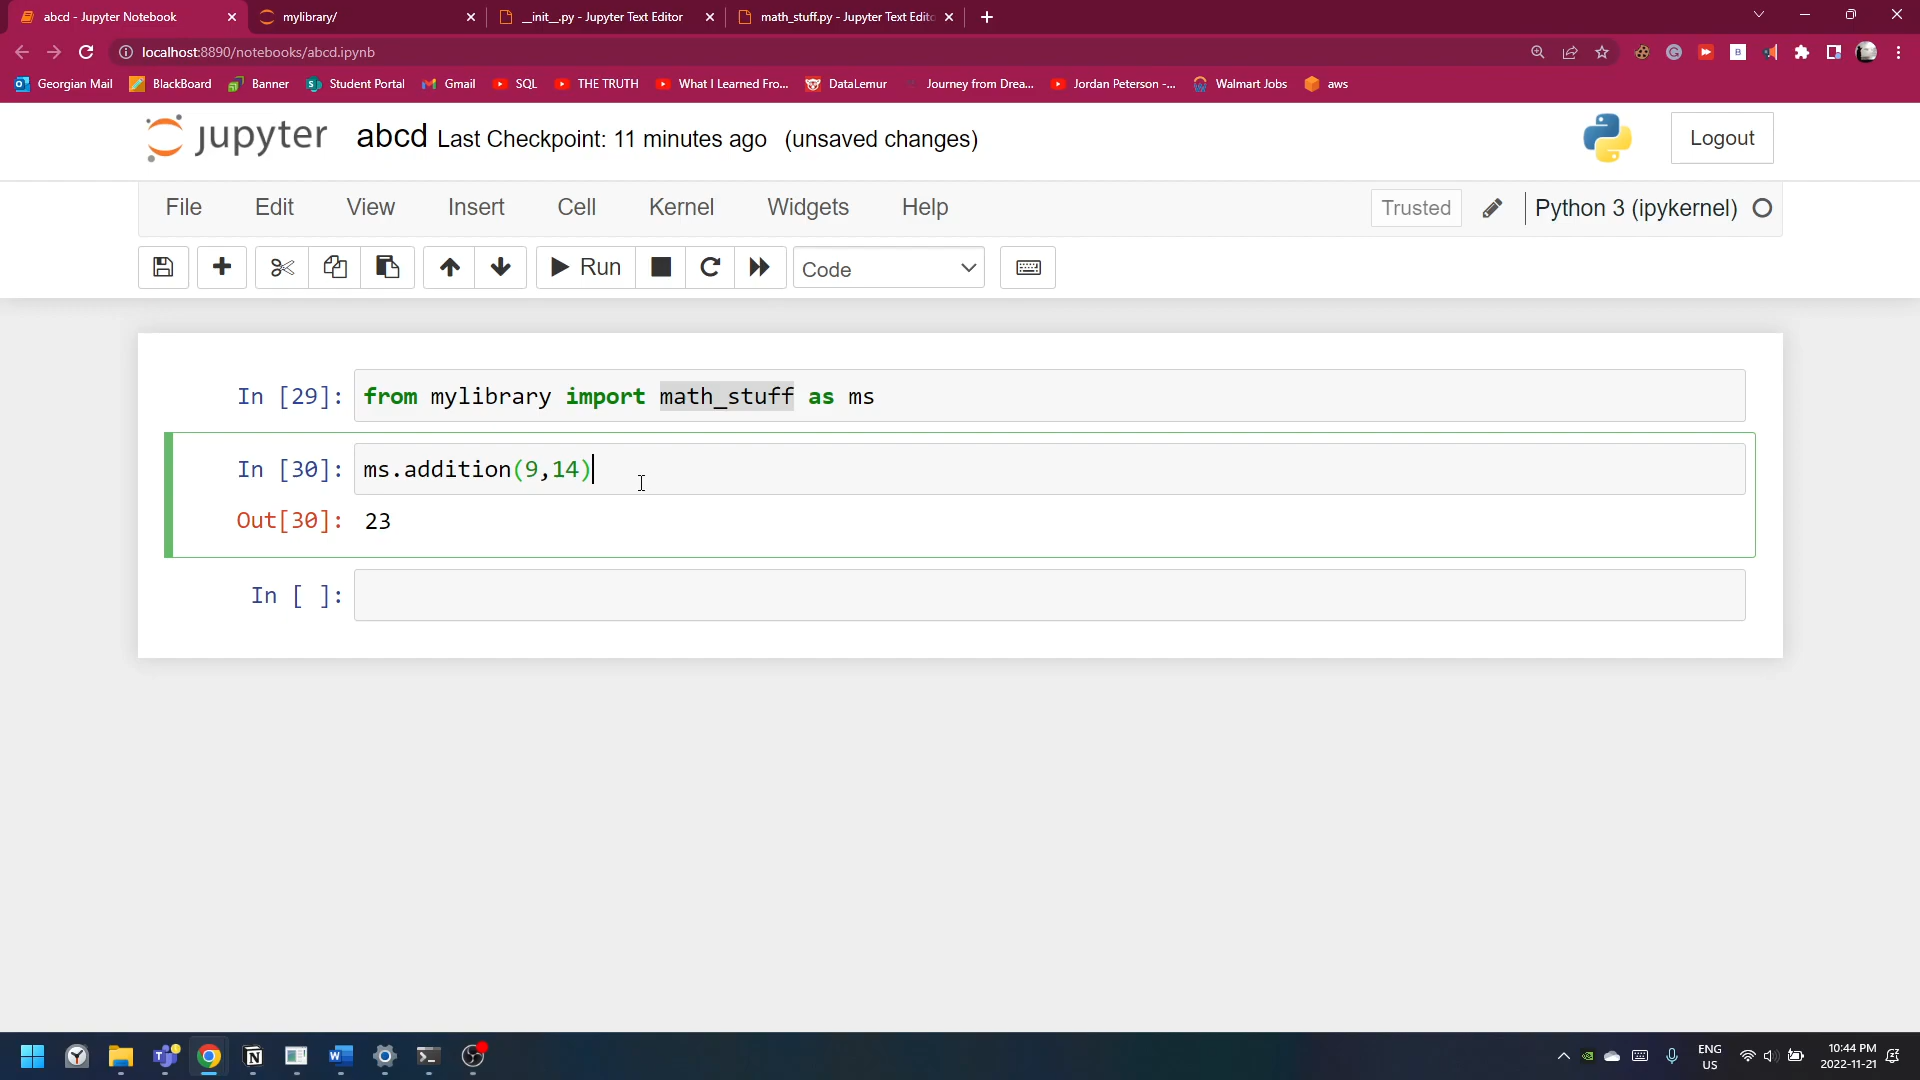 abcd - Jupyter Notebook
mylibrary/
__init__.py - Jupyter Text Editor
math_stuff.py - Jupyter Text Edito
localhost:8890/notebooks/abcd.ipynb
Georgian Mail
BlackBoard
Banner
Student Portal
Gmail
SQL
THE TRUTH
What I Learned Fro...
DataLemur
Journey from Drea...
Jordan Peterson -...
Walmart Jobs
aws
jupyter
abcd Last Checkpoint: 11 minutes ago (unsaved changes)
Logout
File
Edit
View
Insert
Cell
Kernel
Widgets
Help
Trusted
Python 3 (ipykernel)
Run
Code
In [29]: from mylibrary import math_stuff as ms
In [30]: ms.addition(9,14)
Out[30]: 23
In [ ]:
ENG
US
10:44 PM
2022-11-21